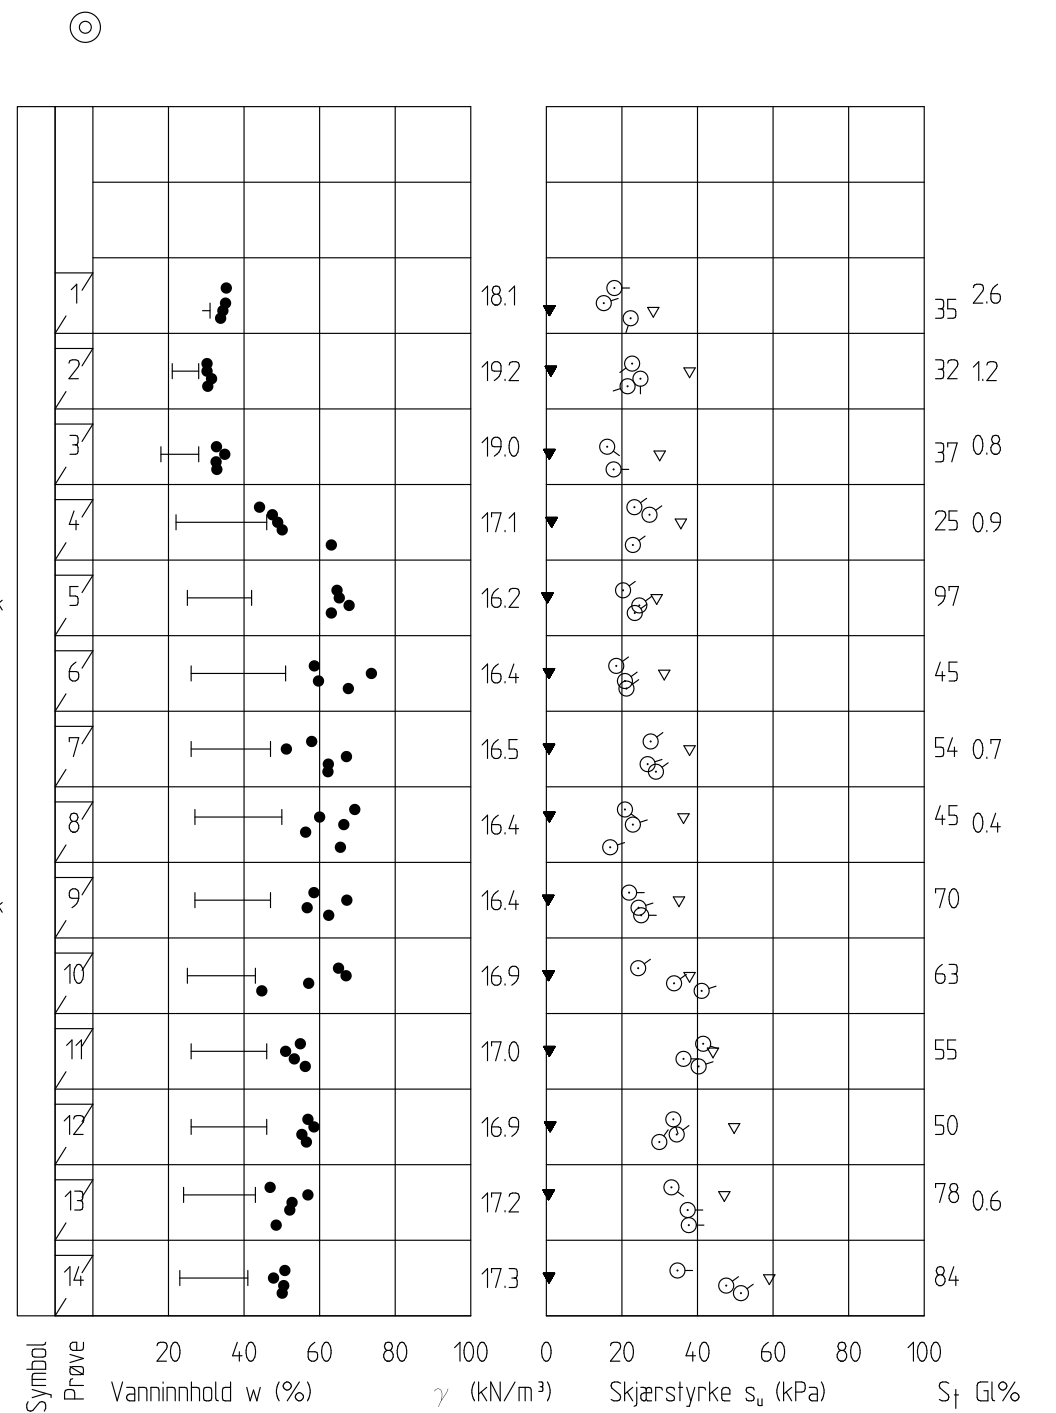 1 18.1 35 2.6
2 19.2 32 1.2
3 19.0 37 0.8
4 17.1 25 0.9
5 16.2 97
6 16.4 45
7 16.5 54 0.7
8 16.4 45 0.4
9 16.4 70
10 16.9 63
11 17.0 55
12 16.9 50
13 17.2 78 0.6
14 17.3 84
Symbol Prøve 20 40 60 80 100 0 20 40 60 80 100
Vanninnhold w (%) γ (kN/m³) Skjærstyrke su (kPa) St Gl%